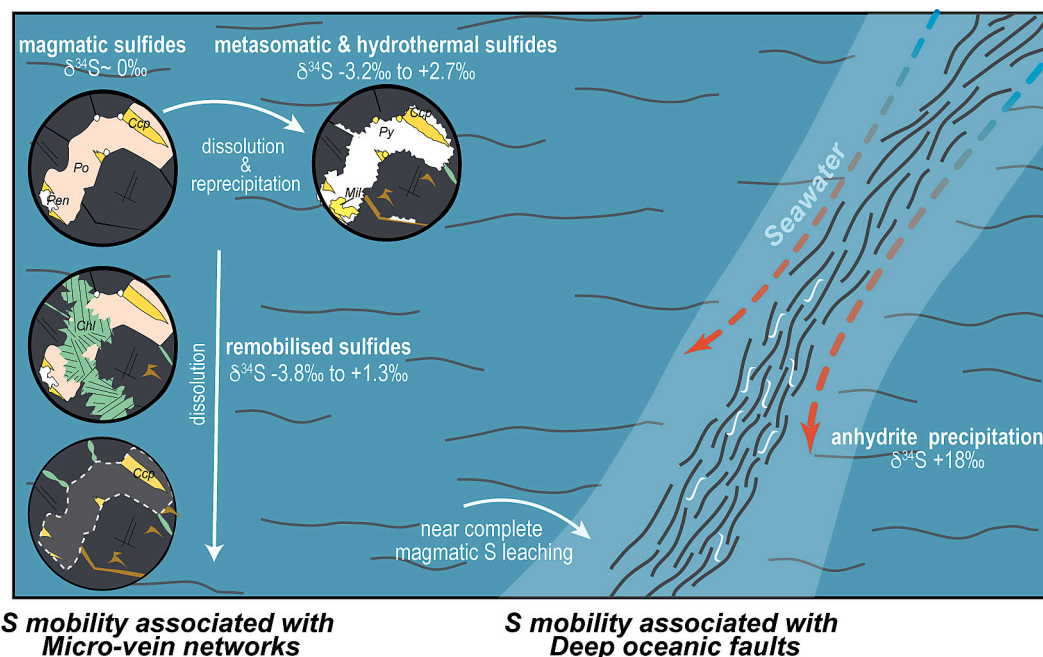 magmatic sulfides
δ³⁴S~ 0‰
metasomatic & hydrothermal sulfides
δ³⁴S -3.2‰ to +2.7‰
Ccp
Po
Pen
dissolution
&
reprecipitation
Ccp
Py
Mil
Seawater
Chl
remobilised sulfides
δ³⁴S -3.8‰ to +1.3‰
dissolution
Ccp
anhydrite precipitation
δ³⁴S +18‰
near complete
magmatic S leaching
S mobility associated with
Micro-vein networks
S mobility associated with
Deep oceanic faults